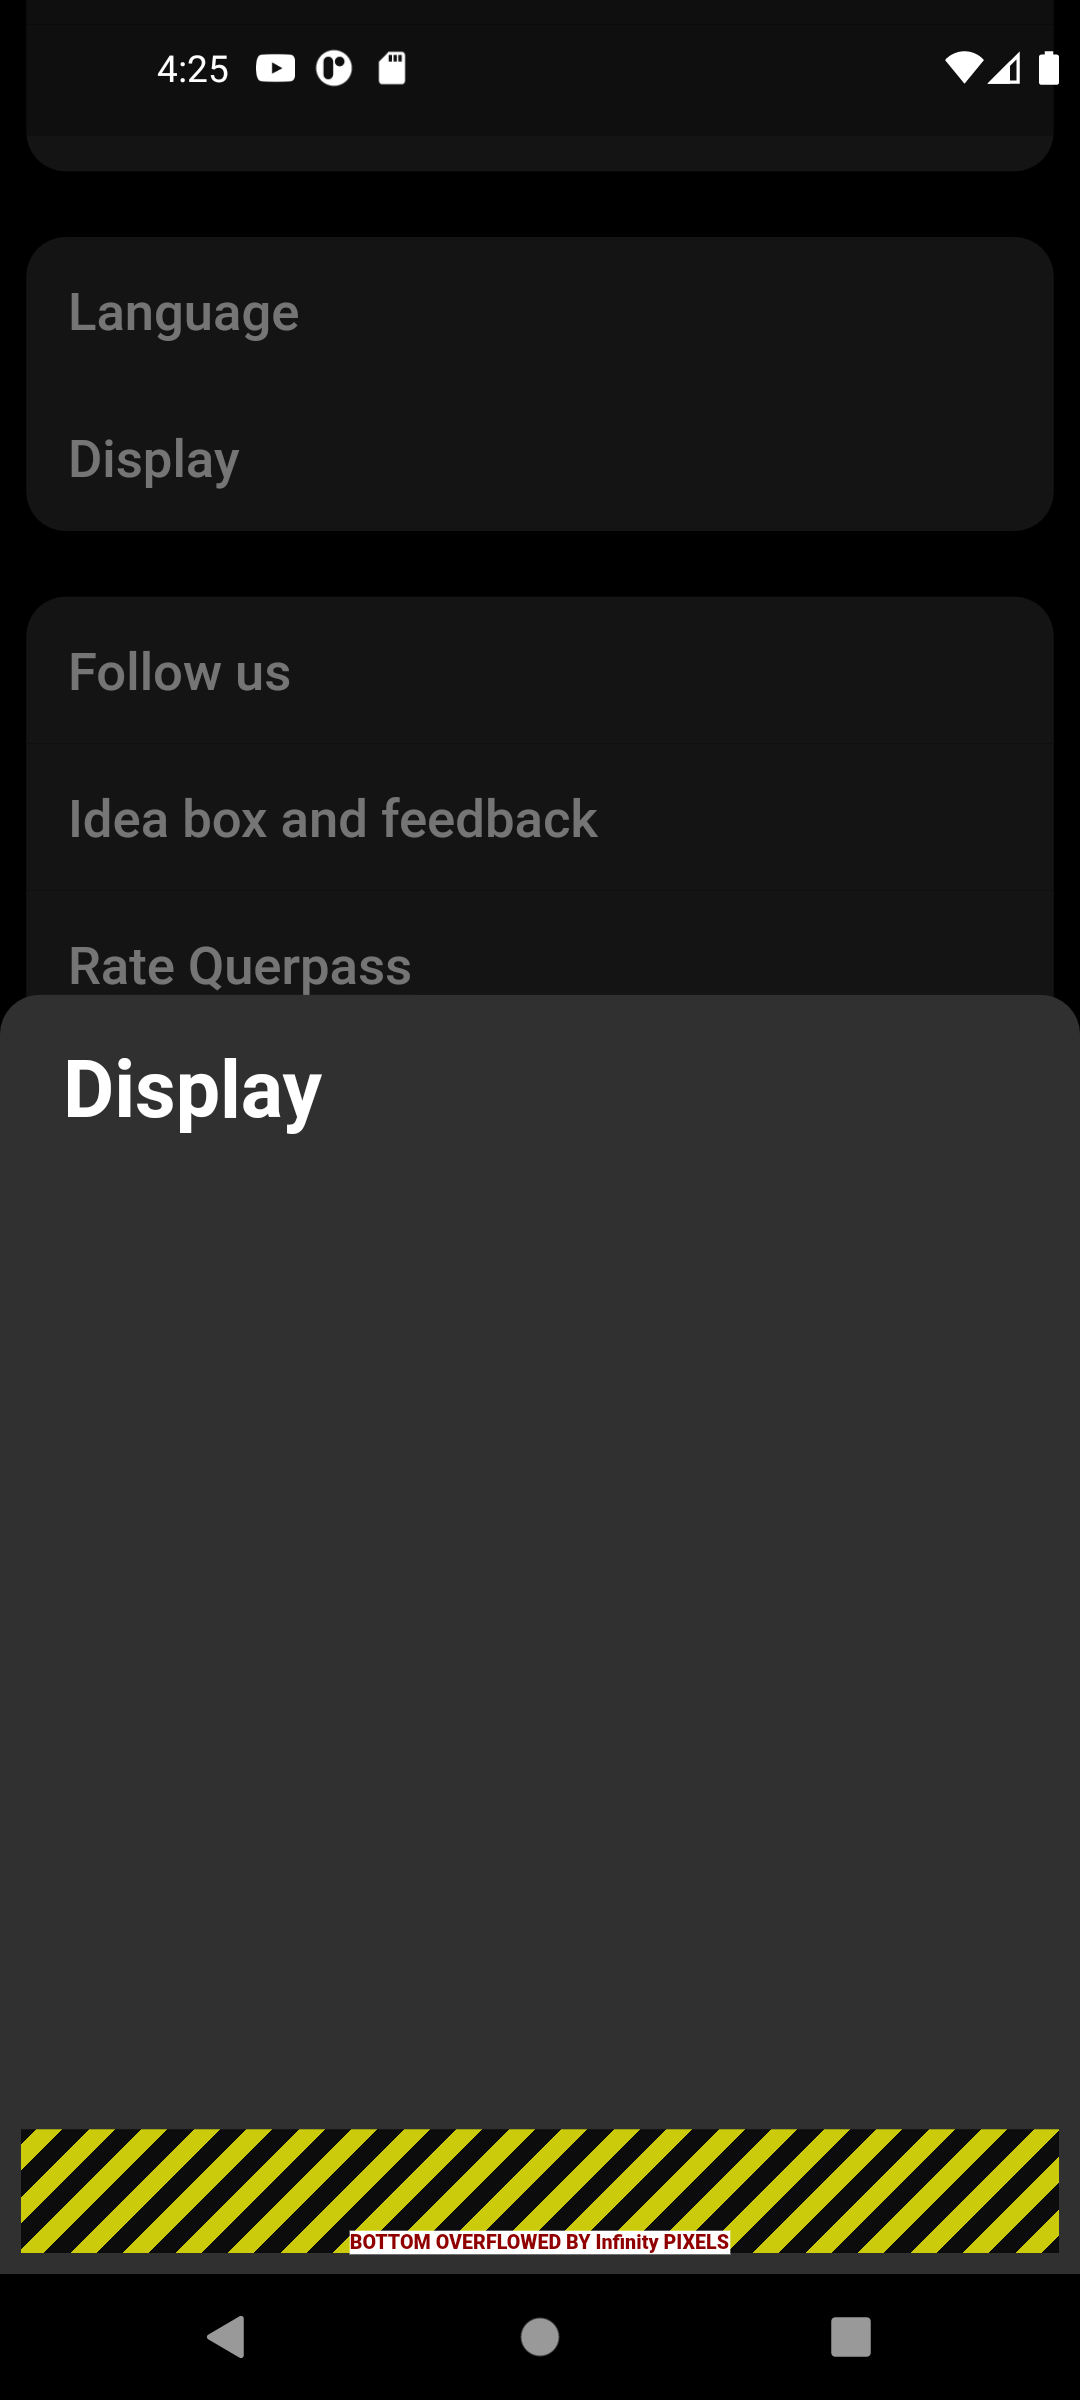 4:25
Language
Display
Follow us
Idea box and feedback
Rate Querpass
Display
BOTTOM OVERFLOWED BY Infinity PIXELS